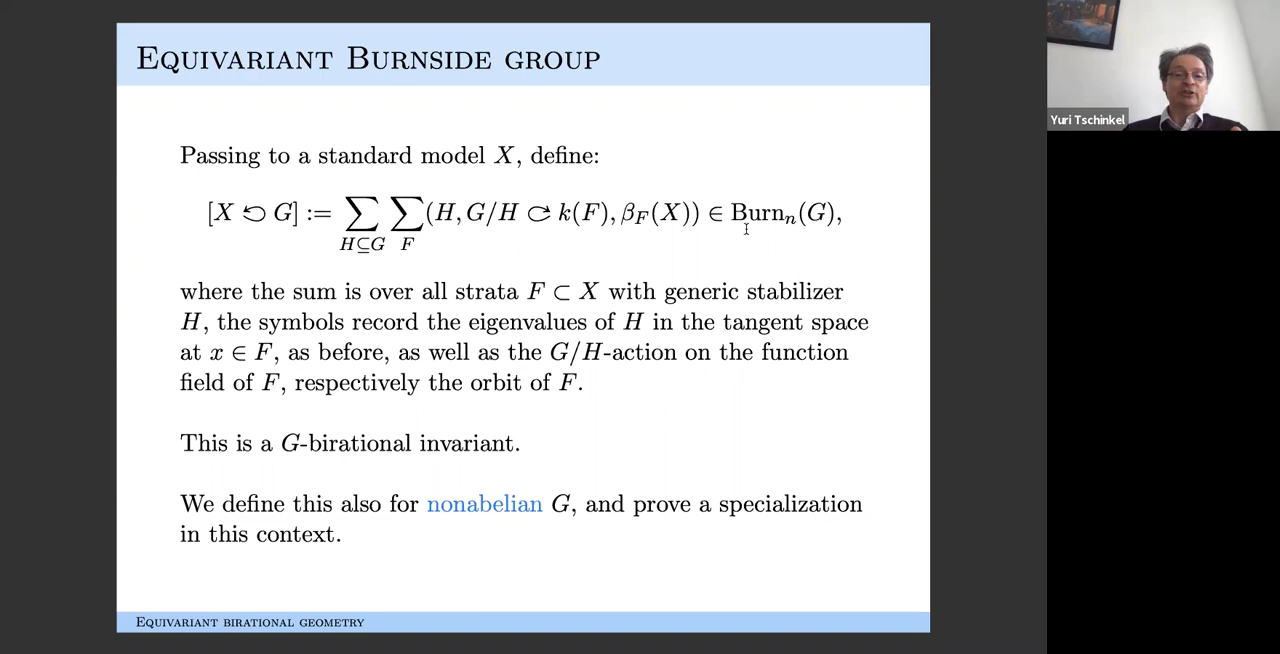 EQUIVARIANT BURNSIDE GROUP
Passing to a standard model X, define:
[X ⟲ G] := ∑_{H⊆G} ∑_F (H, G/H ⟳ k(F), β_F(X)) ∈ Burn_n(G),
where the sum is over all strata F ⊂ X with generic stabilizer
H, the symbols record the eigenvalues of H in the tangent space
at x ∈ F, as before, as well as the G/H-action on the function
field of F, respectively the orbit of F.
This is a G-birational invariant.
We define this also for nonabelian G, and prove a specialization
in this context.
EQUIVARIANT BIRATIONAL GEOMETRY
Yuri Tschinkel